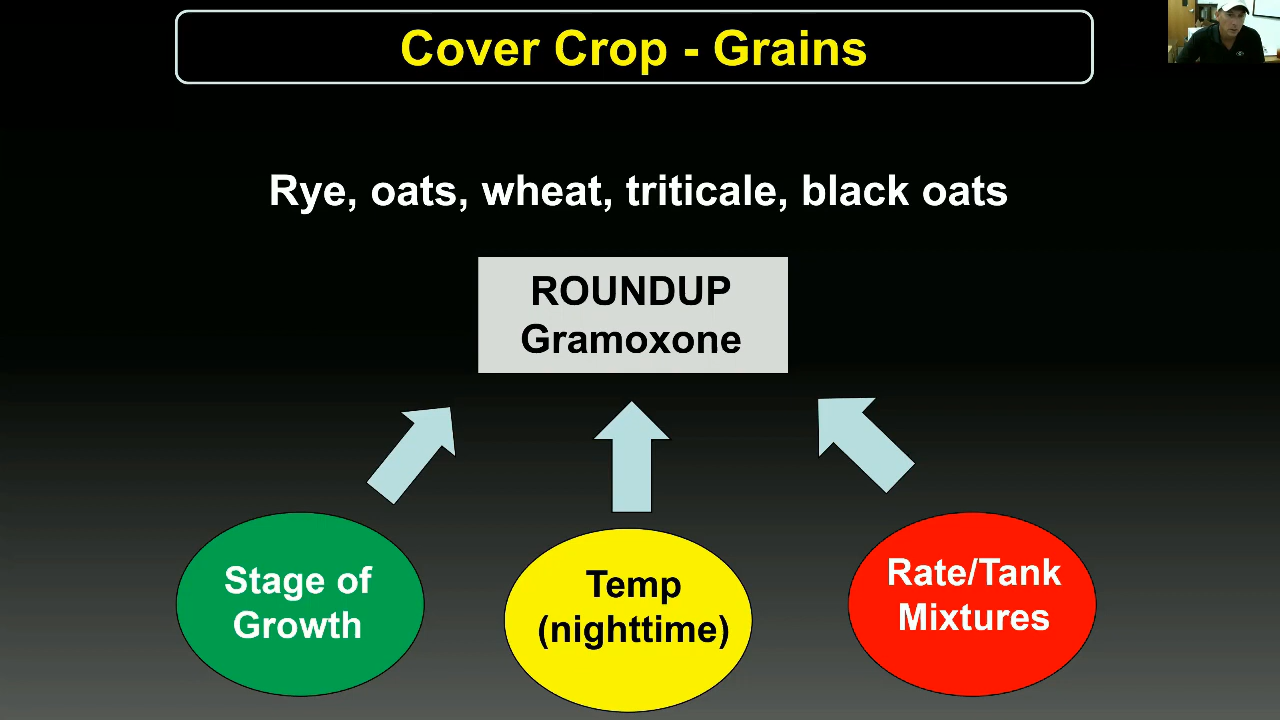 Cover Crop - Grains
Rye, oats, wheat, triticale, black oats
ROUNDUP
Gramoxone
Stage of
Growth
Temp
(nighttime)
Rate/Tank
Mixtures